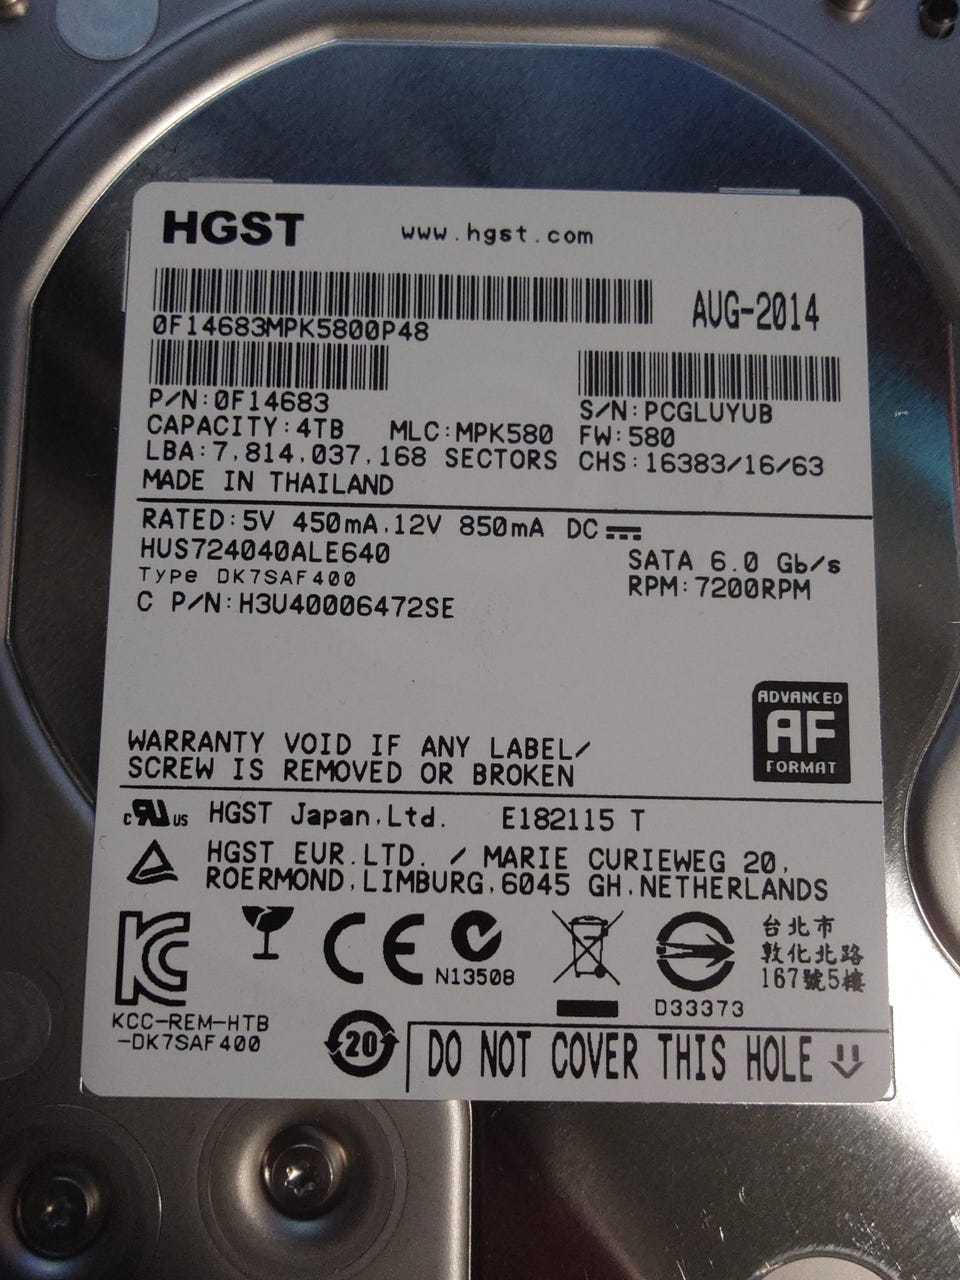 HGST www.hgst.com
AUG-2014
0F14683MPK5800P48
P/N:0F14683
S/N:PCGLUYUB
CAPACITY:4TB MLC:MPK580 FW:580
LBA:7,814,037,168 SECTORS CHS:16383/16/63
MADE IN THAILAND
RATED:5V 450mA,12V 850mA DC
HUS724040ALE640
SATA 6.0 Gb/s
Type DK7SAF400
RPM:7200RPM
C P/N:H3U40006472SE
ADVANCED
AF
FORMAT
WARRANTY VOID IF ANY LABEL/
SCREW IS REMOVED OR BROKEN
c RU US HGST Japan,Ltd. E182115 T
HGST EUR.LTD. / MARIE CURIEWEG 20,
ROERMOND,LIMBURG,6045 GH,NETHERLANDS
KC
CE
N13508
D33373
台北市
敦化北路
167號5樓
KCC-REM-HTB
-DK7SAF400
20
DO NOT COVER THIS HOLE